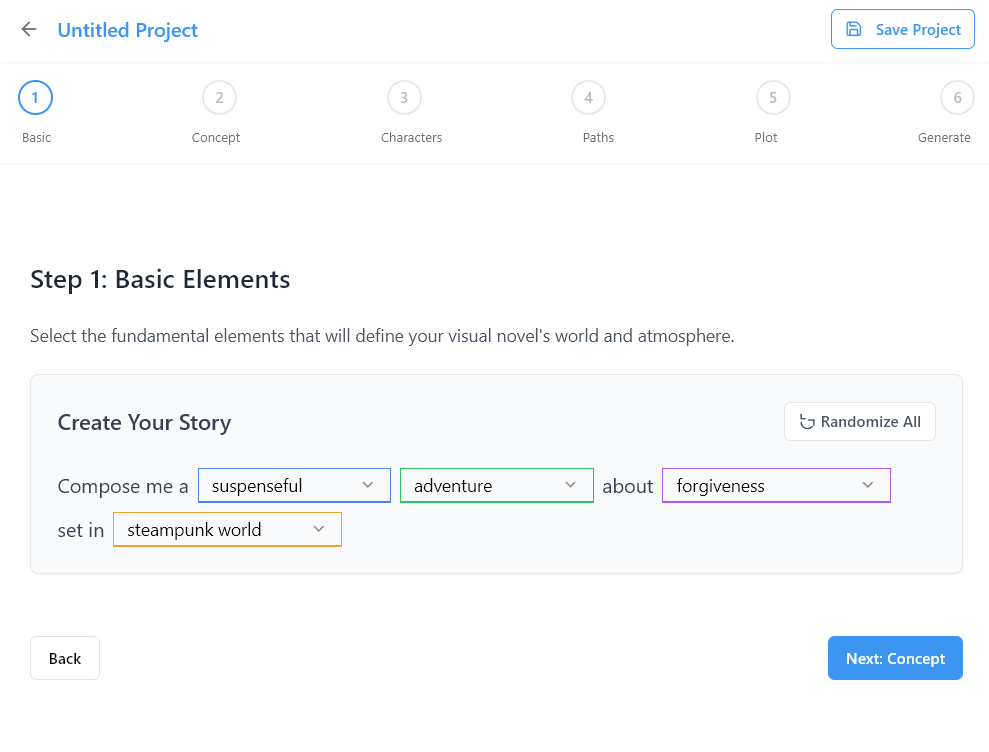 Untitled Project
Save Project
1 2 3 4 5 6
Basic Concept Characters Paths Plot Generate
Step 1: Basic Elements
Select the fundamental elements that will define your visual novel's world and atmosphere.
Create Your Story
Randomize All
Compose me a suspenseful adventure about forgiveness
set in steampunk world
Back
Next: Concept